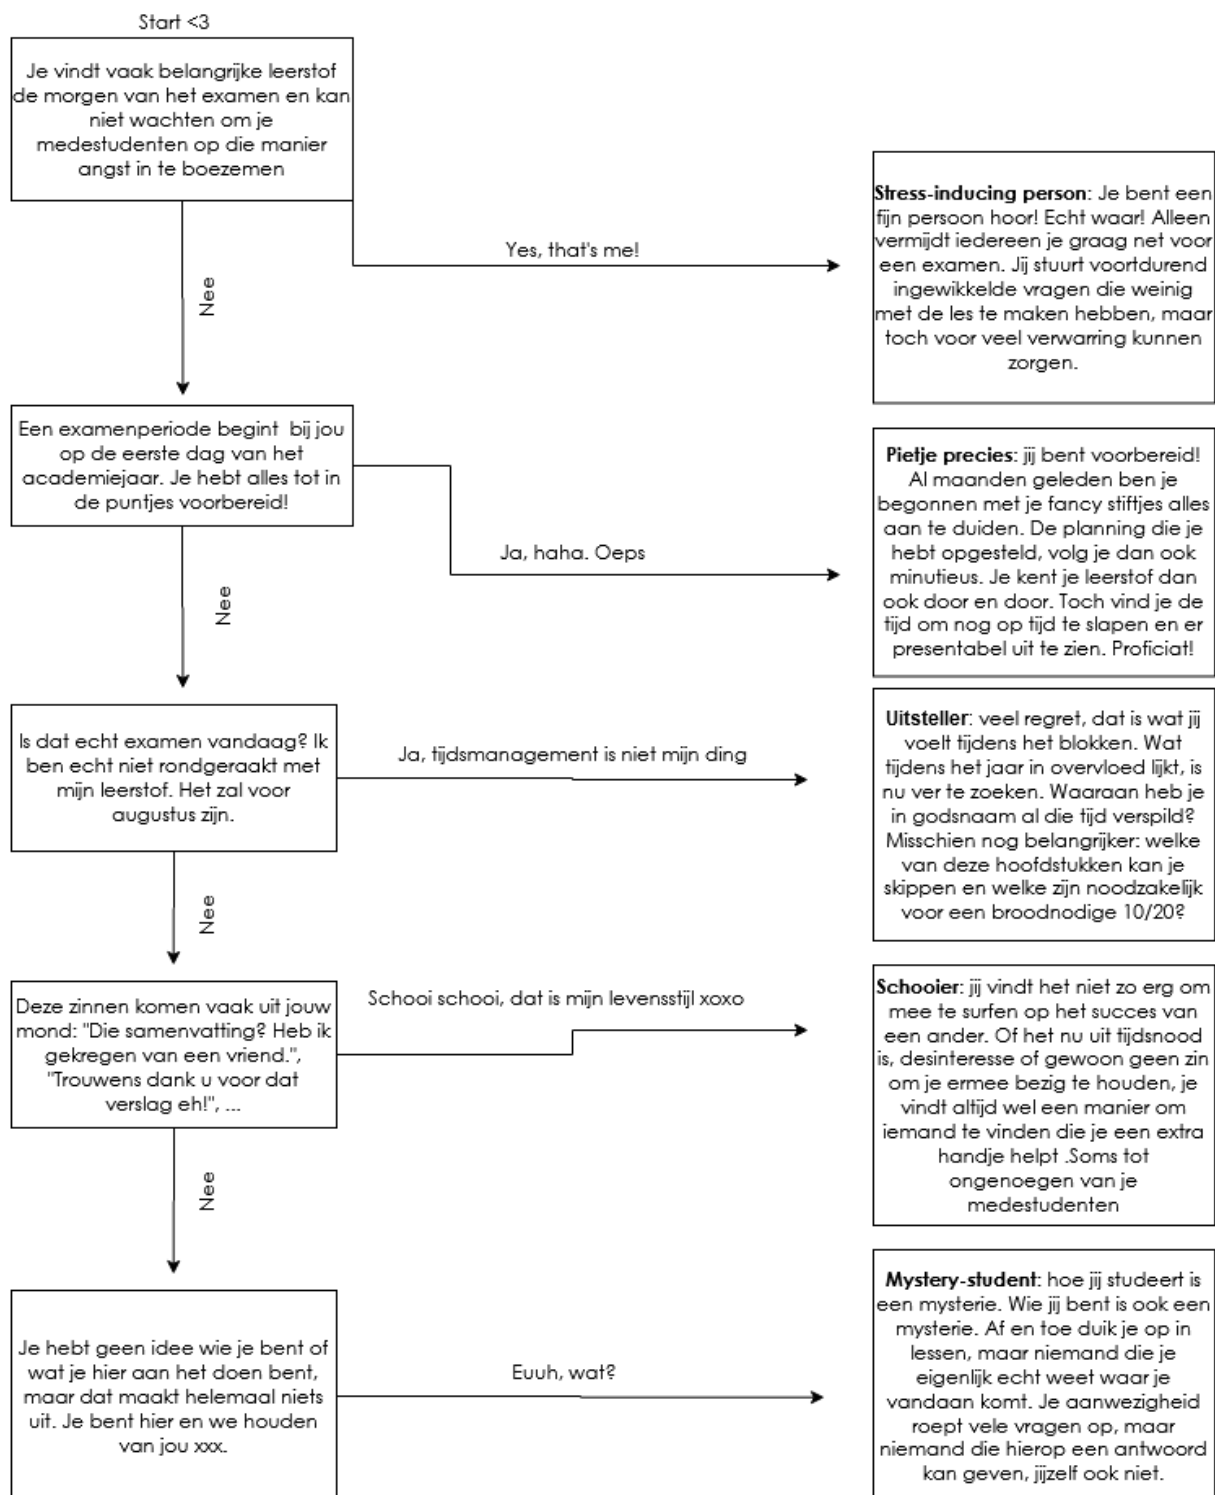 Start <3
Je vindt vaak belangrijke leerstof
de morgen van het examen en kan
niet wachten om je
medestudenten op die manier
angst in te boezemen
Yes, that's me!
Stress-inducing person: Je bent een
fijn persoon hoor! Echt waar! Alleen
vermijdt iedereen je graag net voor
een examen. Jij stuurt voortdurend
ingewikkelde vragen die weinig
met de les te maken hebben, maar
toch voor veel verwarring kunnen
zorgen.
Nee
Een examenperiode begint bij jou
op de eerste dag van het
academiejaar. Je hebt alles tot in
de puntjes voorbereid!
Ja, haha. Oeps
Pietje precies: jij bent voorbereid!
Al maanden geleden ben je
begonnen met je fancy stiftjes alles
aan te duiden. De planning die je
hebt opgesteld, volg je dan ook
minutieus. Je kent je leerstof dan
ook door en door. Toch vind je de
tijd om nog op tijd te slapen en er
presentabel uit te zien. Proficiat!
Nee
Is dat echt examen vandaag? Ik
ben echt niet rondgeraakt met
mijn leerstof. Het zal voor
augustus zijn.
Ja, tijdsmanagement is niet mijn ding
Uitsteller: veel regret, dat is wat jij
voelt tijdens het blokken. Wat
tijdens het jaar in overvloed lijkt, is
nu ver te zoeken. Waaraan heb je
in godsnaam al die tijd verspild?
Misschien nog belangrijker: welke
van deze hoofdstukken kan je
skippen en welke zijn noodzakelijk
voor een broodnodige 10/20?
Nee
Deze zinnen komen vaak uit jouw
mond: "Die samenvatting? Heb ik
gekregen van een vriend.",
"Trouwens dank u voor dat
verslag eh!", ...
Schooi schooi, dat is mijn levensstijl xoxo
Schooier: jij vindt het niet zo erg om
mee te surfen op het succes van
een ander. Of het nu uit tijdsnood
is, desinteresse of gewoon geen zin
om je ermee bezig te houden, je
vindt altijd wel een manier om
iemand te vinden die je een extra
handje helpt .Soms tot
ongenoegen van je
medestudenten
Nee
Je hebt geen idee wie je bent of
wat je hier aan het doen bent,
maar dat maakt helemaal niets
uit. Je bent hier en we houden
van jou xxx.
Euuh, wat?
Mystery-student: hoe jij studeert is
een mysterie. Wie jij bent is ook een
mysterie. Af en toe duik je op in
lessen, maar niemand die je
eigenlijk echt weet waar je
vandaan komt. Je aanwezigheid
roept vele vragen op, maar
niemand die hierop een antwoord
kan geven, jijzelf ook niet.